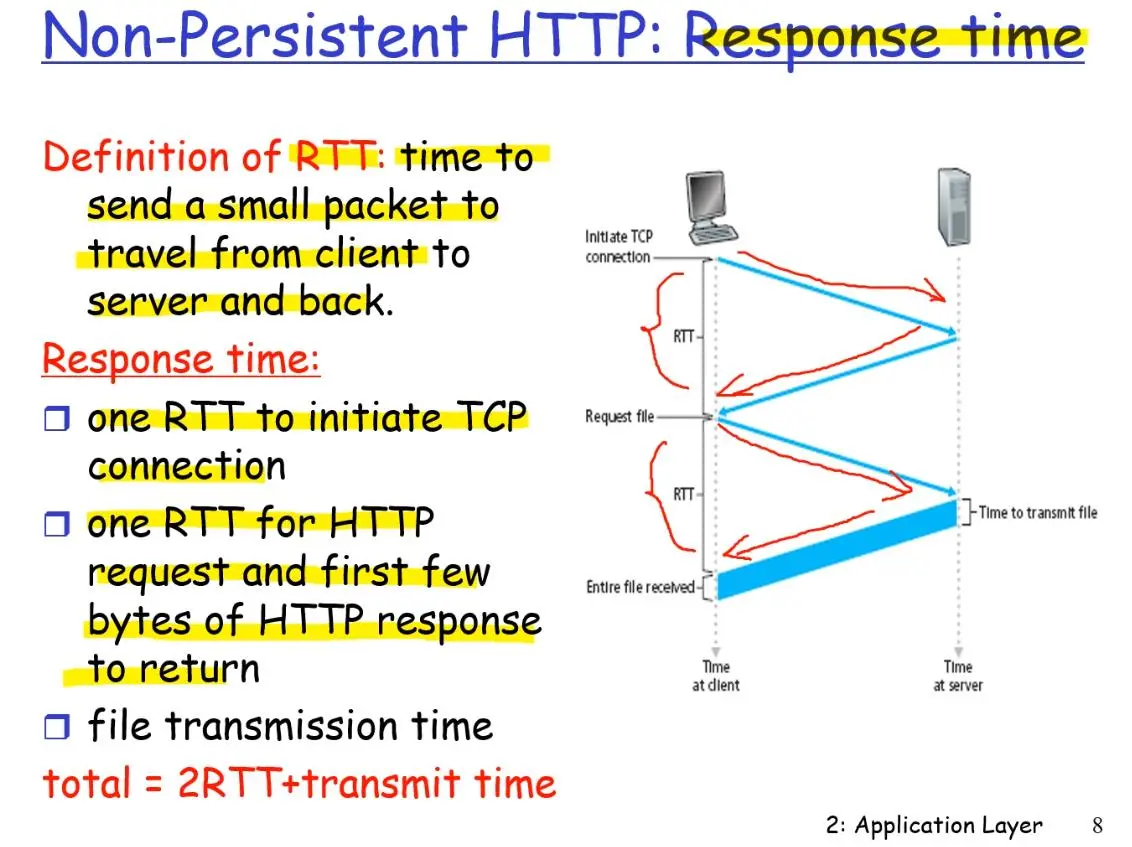 Non-Persistent HTTP: Response time
Definition of RTT: time to
send a small packet to
travel from client to
server and back.
Response time:
one RTT to initiate TCP
connection
one RTT for HTTP
request and first few
bytes of HTTP response
to return
file transmission time
total = 2RTT+transmit time
Initiate TCP
connection
RTT
Request file
RTT
Time to transmit file
Entire file received
Time
at client
Time
at server
2: Application Layer 8